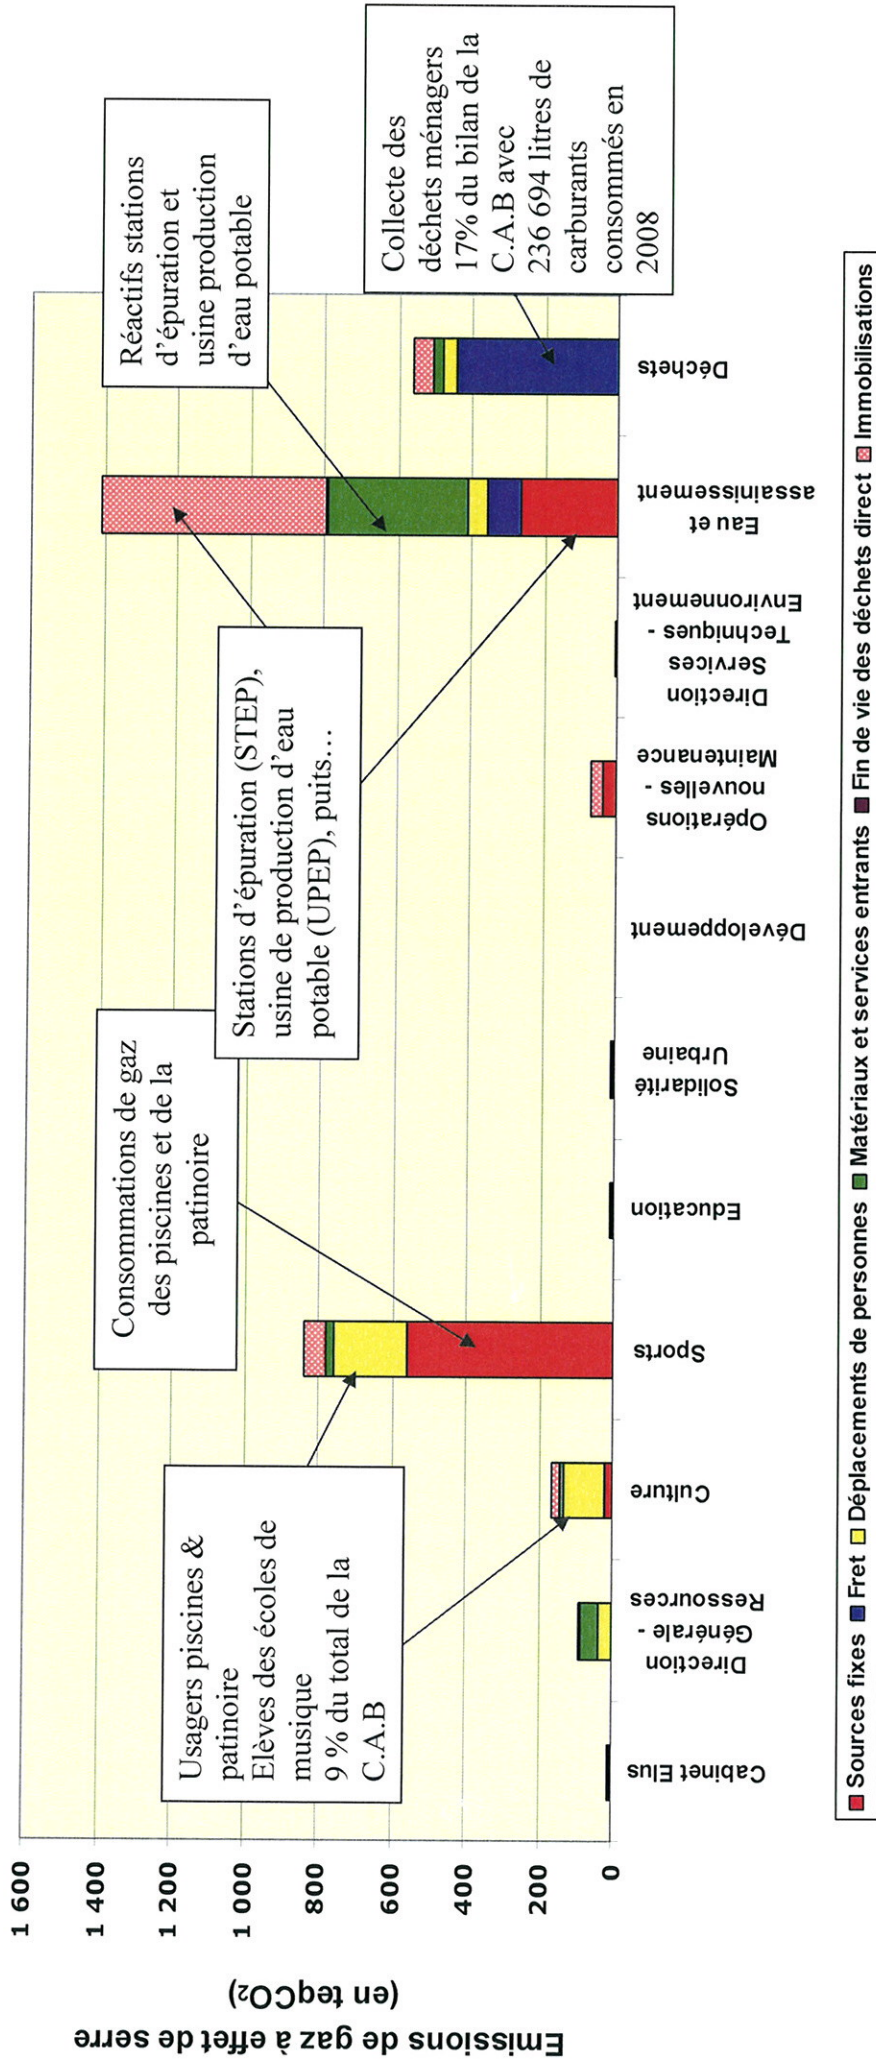 Emissions de gaz à effet de serre
(en teqCO₂)
1 600
1 400
1 200
1 000
800
600
400
200
0
Usagers piscines &
patinoire
Elèves des écoles de
musique
9 % du total de la
C.A.B
Consommations de gaz
des piscines et de la
patinoire
Stations d'épuration (STEP),
usine de production d'eau
potable (UPEP), puits…
Réactifs stations
d'épuration et
usine production
d'eau potable
Collecte des
déchets ménagers
17% du bilan de la
C.A.B avec
236 694 litres de
carburants
consommés en
2008
Cabinet Elus
Direction
Générale -
Ressources
Culture
Sports
Education
Solidarité
Urbaine
Développement
Opérations
nouvelles -
Maintenance
Direction
Services
Techniques -
Environnement
Eau et
assainissement
Déchets
Sources fixes Fret Déplacements de personnes Matériaux et services entrants Fin de vie des déchets direct Immobilisations